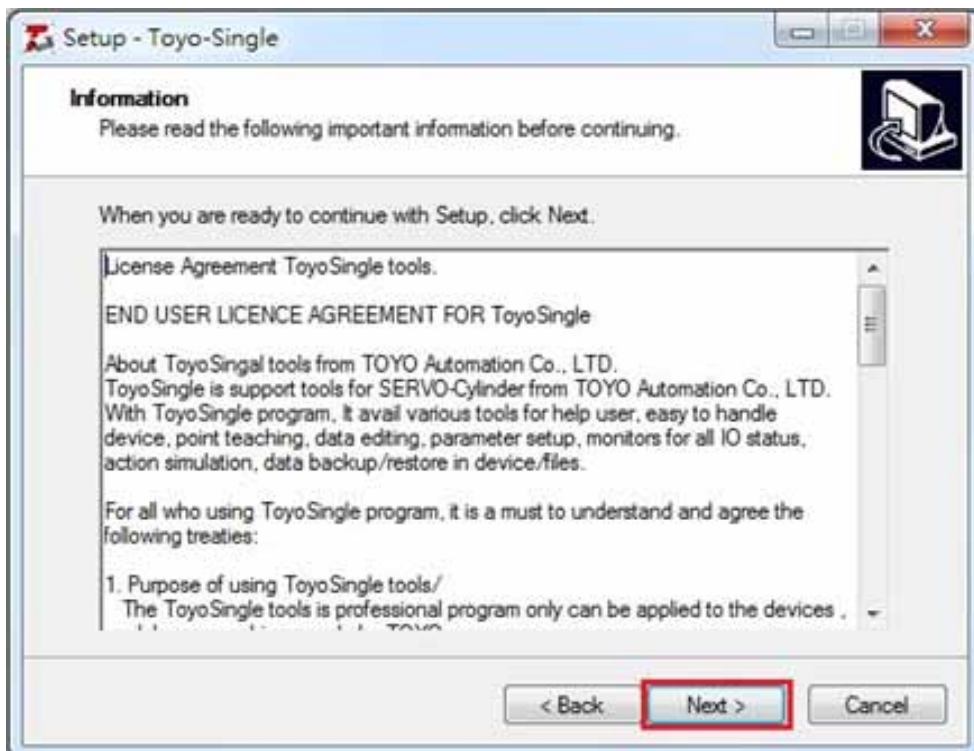 Setup - Toyo-Single
Information
Please read the following important information before continuing.
When you are ready to continue with Setup, click Next.
License Agreement ToyoSingle tools.
END USER LICENCE AGREEMENT FOR ToyoSingle
About ToyoSingal tools from TOYO Automation Co., LTD.
ToyoSingle is support tools for SERVO-Cylinder from TOYO Automation Co., LTD.
With ToyoSingle program, It avail various tools for help user, easy to handle
device, point teaching, data editing, parameter setup, monitors for all IO status,
action simulation, data backup/restore in device/files.
For all who using ToyoSingle program, it is a must to understand and agree the
following treaties:
1. Purpose of using ToyoSingle tools/
The ToyoSingle tools is professional program only can be applied to the devices ,
TOYO
< Back
Next >
Cancel